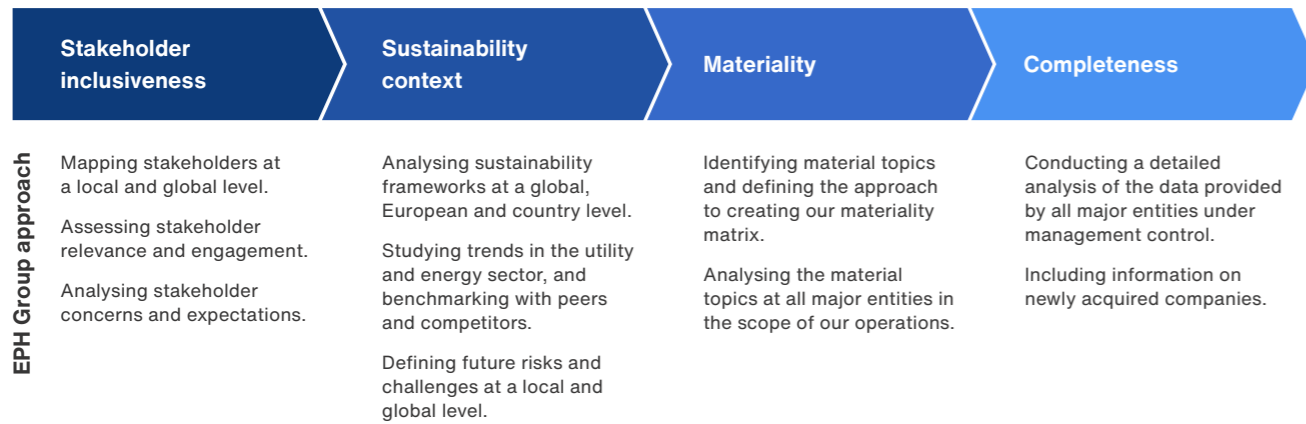 Stakeholder
inclusiveness
Sustainability
context
Materiality
Completeness
EPH Group approach
Mapping stakeholders at
a local and global level.
Assessing stakeholder
relevance and engagement.
Analysing stakeholder
concerns and expectations.
Analysing sustainability
frameworks at a global,
European and country level.
Studying trends in the utility
and energy sector, and
benchmarking with peers
and competitors.
Defining future risks and
challenges at a local and
global level.
Identifying material topics
and defining the approach
to creating our materiality
matrix.
Analysing the material
topics at all major entities in
the scope of our operations.
Conducting a detailed
analysis of the data provided
by all major entities under
management control.
Including information on
newly acquired companies.